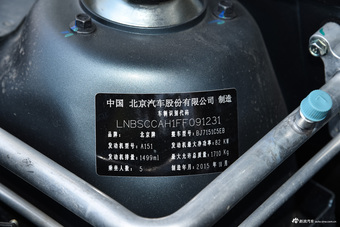 中国 北京汽车股份有限公司 制造
车辆识别代码
LNBSCCAH1FF091231
品牌: 北京牌 整车型号: BJ7151C5EB
发动机型号: A151 发动机最大净功率: 82 KW
发动机排量: 1499ml 最大允许总质量: 1710 Kg
乘坐人数: 5 制造年月: 2015 年